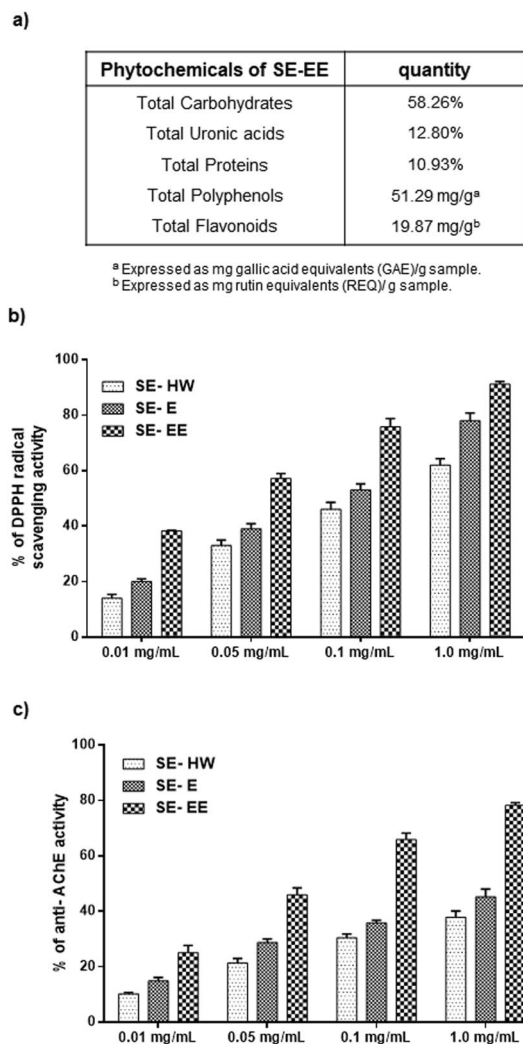 a)
Phytochemicals of SE-EE quantity
Total Carbohydrates 58.26%
Total Uronic acids 12.80%
Total Proteins 10.93%
Total Polyphenols 51.29 mg/gᵃ
Total Flavonoids 19.87 mg/gᵇ
ᵃ Expressed as mg gallic acid equivalents (GAE)/g sample.
ᵇ Expressed as mg rutin equivalents (REQ)/ g sample.
b)
% of DPPH radical
scavenging activity
100
80
60
40
20
0
SE- HW
SE- E
SE- EE
0.01 mg/mL 0.05 mg/mL 0.1 mg/mL 1.0 mg/mL
c)
% of anti- AChE activity
100
80
60
40
20
0
SE- HW
SE- E
SE- EE
0.01 mg/mL 0.05 mg/mL 0.1 mg/mL 1.0 mg/mL